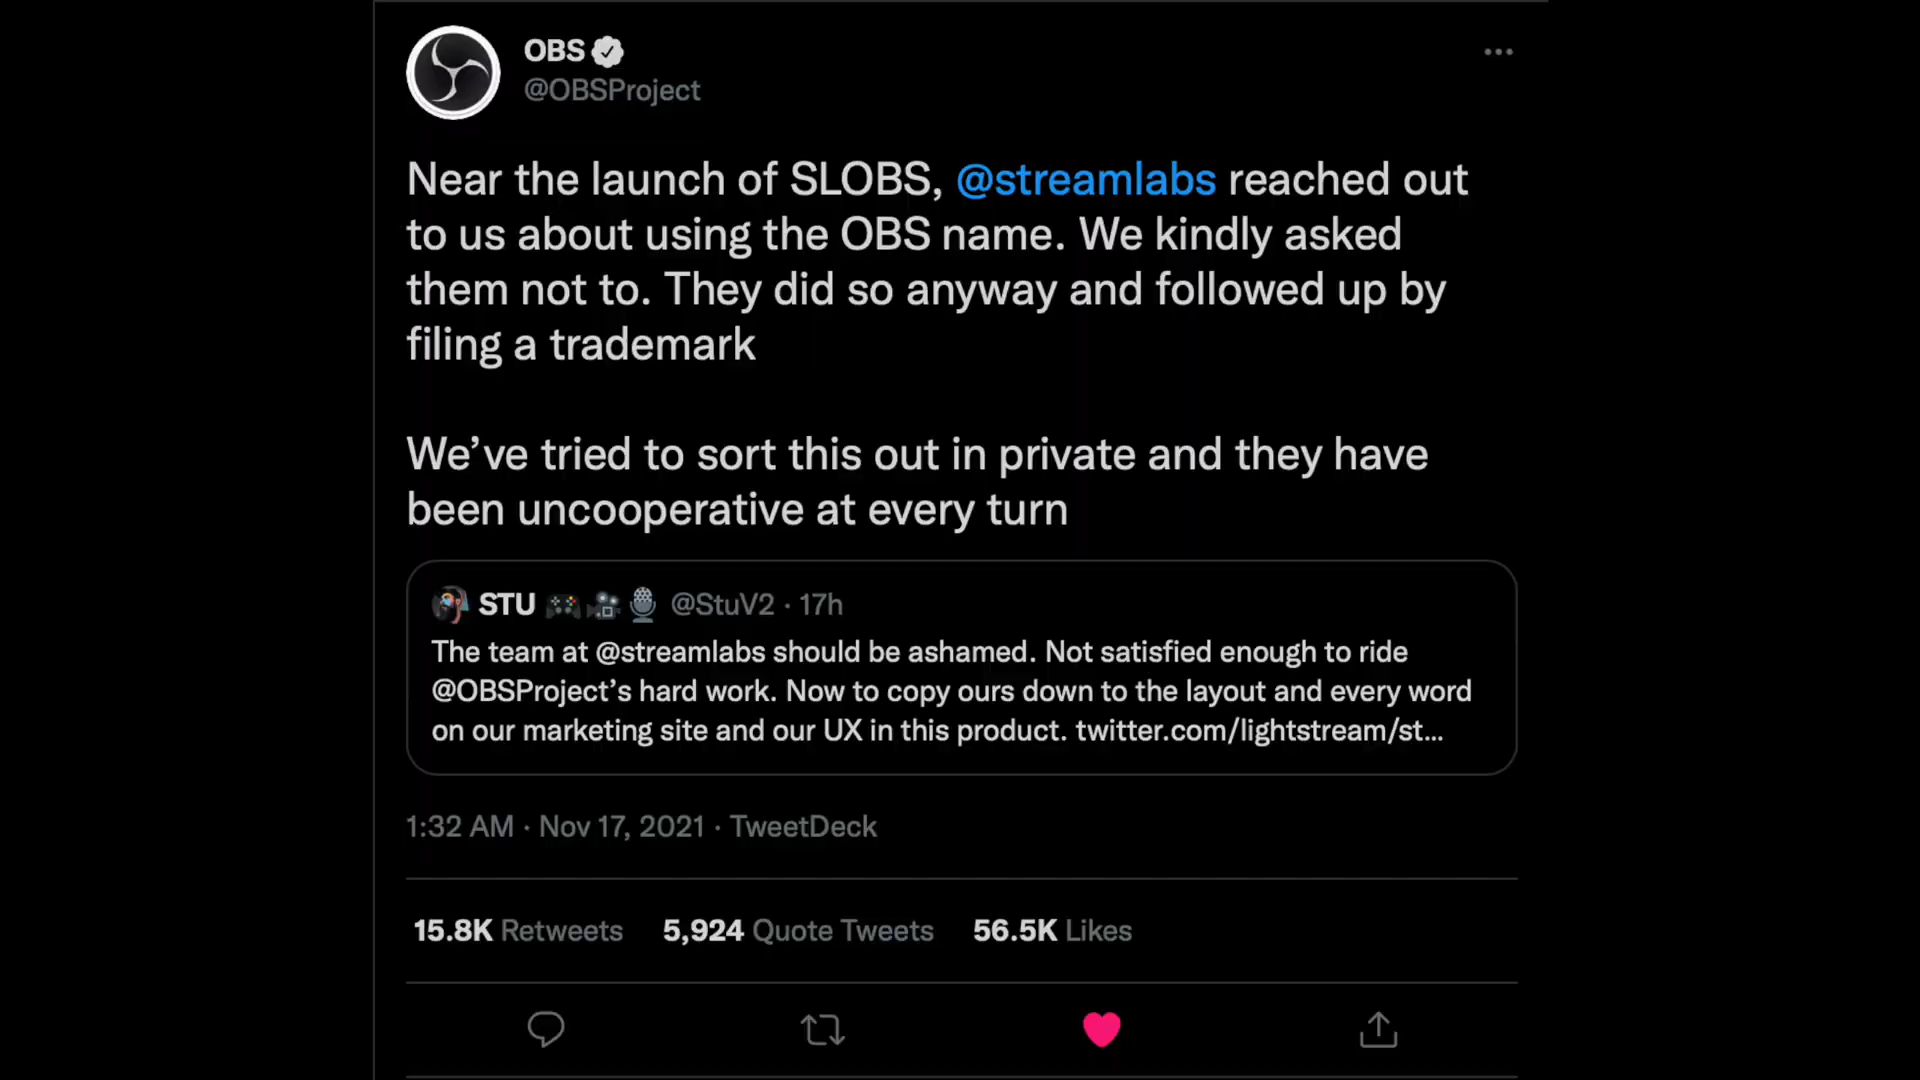 OBS
@OBSProject
Near the launch of SLOBS, @streamlabs reached out
to us about using the OBS name. We kindly asked
them not to. They did so anyway and followed up by
filing a trademark
We’ve tried to sort this out in private and they have
been uncooperative at every turn
STU 🎮🎥🎙 @StuV2 · 17h
The team at @streamlabs should be ashamed. Not satisfied enough to ride
@OBSProject’s hard work. Now to copy ours down to the layout and every word
on our marketing site and our UX in this product. twitter.com/lightstream/st…
1:32 AM · Nov 17, 2021 · TweetDeck
15.8K Retweets 5,924 Quote Tweets 56.5K Likes